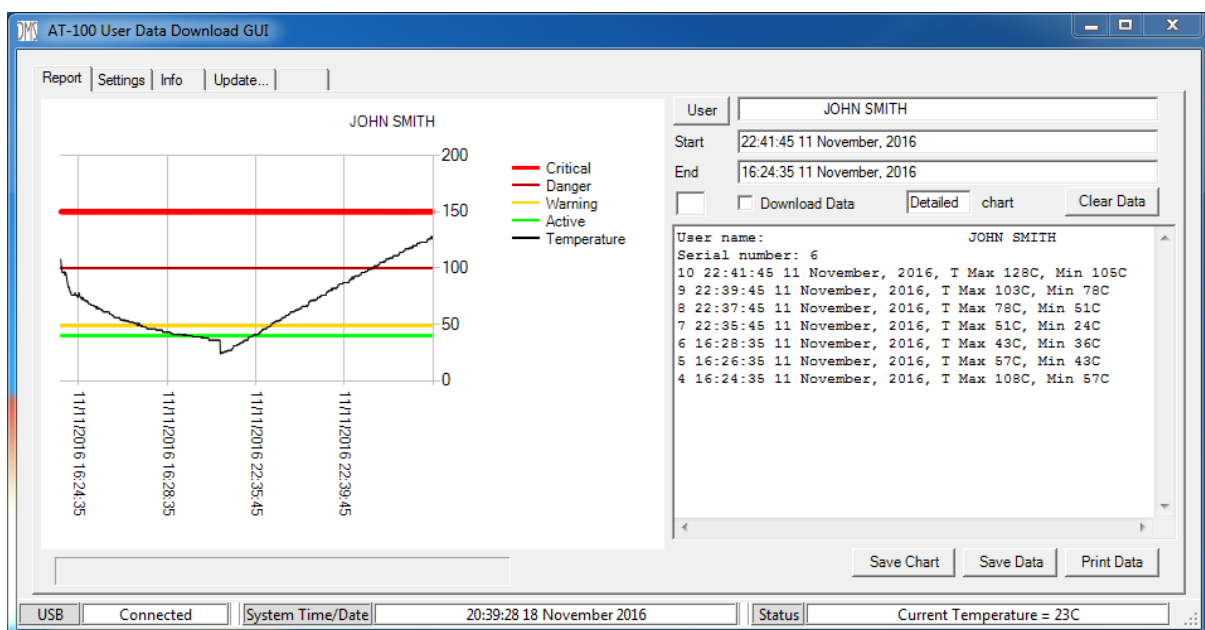 DMS AT-100 User Data Download GUI
Report Settings Info Update...
JOHN SMITH
200
150
100
50
0
Critical
Danger
Warning
Active
Temperature
11/11/2016 16:24:35
11/11/2016 16:28:35
11/11/2016 22:35:45
11/11/2016 22:39:45
User JOHN SMITH
Start 22:41:45 11 November, 2016
End 16:24:35 11 November, 2016
Download Data Detailed chart Clear Data
User name: JOHN SMITH
Serial number: 6
10 22:41:45 11 November, 2016, T Max 128C, Min 105C
9 22:39:45 11 November, 2016, T Max 103C, Min 78C
8 22:37:45 11 November, 2016, T Max 78C, Min 51C
7 22:35:45 11 November, 2016, T Max 51C, Min 24C
6 16:28:35 11 November, 2016, T Max 43C, Min 36C
5 16:26:35 11 November, 2016, T Max 57C, Min 43C
4 16:24:35 11 November, 2016, T Max 108C, Min 57C
Save Chart Save Data Print Data
USB Connected System Time/Date 20:39:28 18 November 2016 Status Current Temperature = 23C